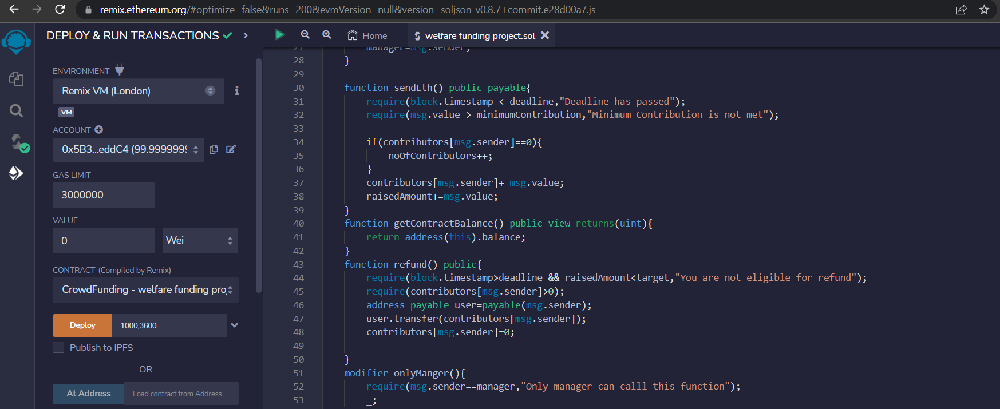 remix.ethereum.org/#optimize=false&runs=200&evmVersion=null&version=soljson-v0.8.7+commit.e28d00a7.js
DEPLOY & RUN TRANSACTIONS
ENVIRONMENT
Remix VM (London)
VM
ACCOUNT
0x5B3...eddC4 (99.9999999
GAS LIMIT
3000000
VALUE
0
Wei
CONTRACT (Compiled by Remix)
CrowdFunding - welfare funding proj
Deploy
1000,3600
Publish to IPFS
OR
At Address
Load contract from Address
Home
welfare funding project.sol
27 manager=msg.sender;
28 }
29
30 function sendEth() public payable{
31 require(block.timestamp < deadline,"Deadline has passed");
32 require(msg.value >=minimumContribution,"Minimum Contribution is not met");
33
34 if(contributors[msg.sender]==0){
35 noOfContributors++;
36 }
37 contributors[msg.sender]+=msg.value;
38 raisedAmount+=msg.value;
39 }
40 function getContractBalance() public view returns(uint){
41 return address(this).balance;
42 }
43 function refund() public{
44 require(block.timestamp>deadline && raisedAmount<target,"You are not eligible for refund");
45 require(contributors[msg.sender]>0);
46 address payable user=payable(msg.sender);
47 user.transfer(contributors[msg.sender]);
48 contributors[msg.sender]=0;
49
50 }
51 modifier onlyManger(){
52 require(msg.sender==manager,"Only manager can calll this function");
53 _;